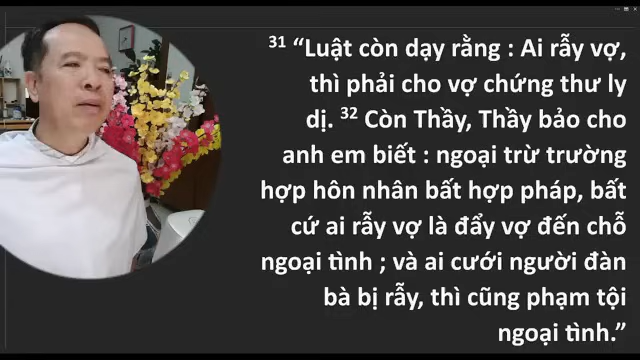 31 “Luật còn dạy rằng : Ai rẫy vợ,
thì phải cho vợ chứng thư ly
dị. 32 Còn Thầy, Thầy bảo cho
anh em biết : ngoại trừ trường
hợp hôn nhân bất hợp pháp, bất
cứ ai rẫy vợ là đẩy vợ đến chỗ
ngoại tình ; và ai cưới người đàn
bà bị rẫy, thì cũng phạm tội
ngoại tình.”